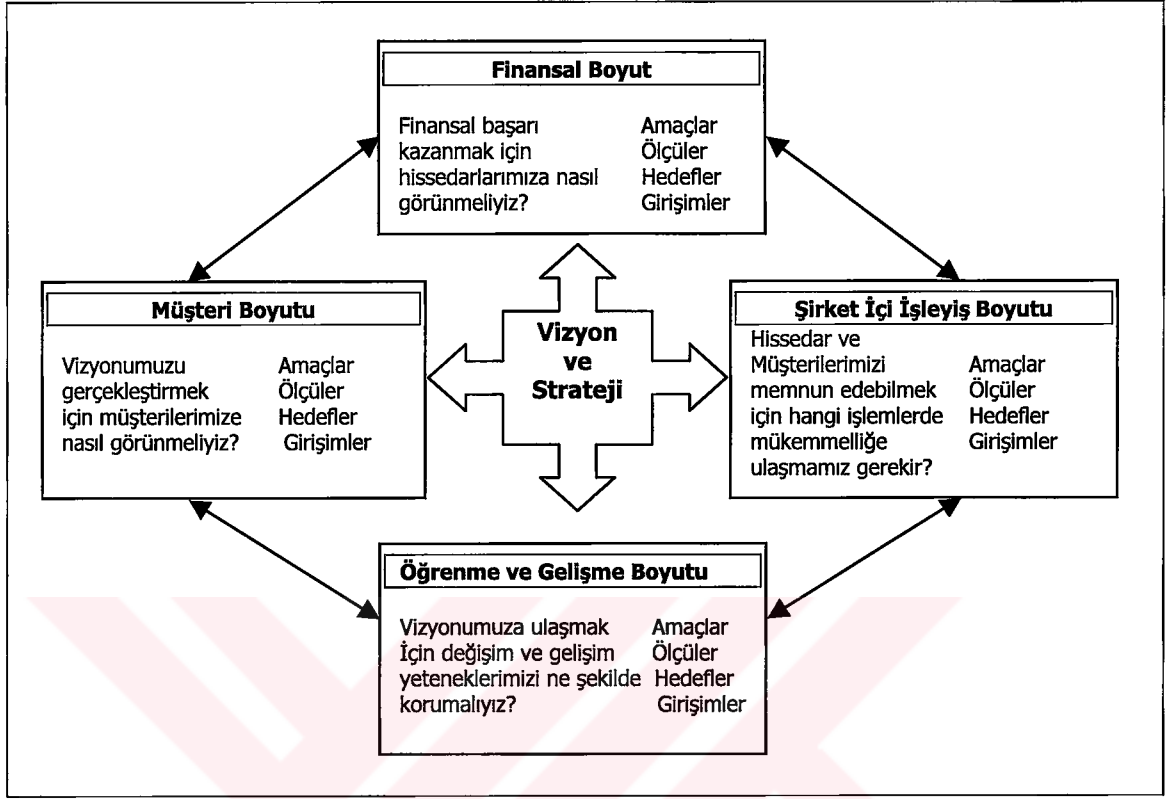 Finansal Boyut
Finansal başarı Amaçlar
kazanmak için Ölçüler
hissedarlarımıza nasıl Hedefler
görünmeliyiz? Girişimler
Müşteri Boyutu
Vizyonumuzu Amaçlar
gerçekleştirmek Ölçüler
için müşterilerimize Hedefler
nasıl görünmeliyiz? Girişimler
Vizyon
ve
Strateji
Şirket İçi İşleyiş Boyutu
Hissedar ve
Müşterilerimizi Amaçlar
memnun edebilmek Ölçüler
için hangi işlemlerde Hedefler
mükemmelliğe Girişimler
ulaşmamız gerekir?
Öğrenme ve Gelişme Boyutu
Vizyonumuza ulaşmak Amaçlar
İçin değişim ve gelişim Ölçüler
yeteneklerimizi ne şekilde Hedefler
korumalıyız? Girişimler